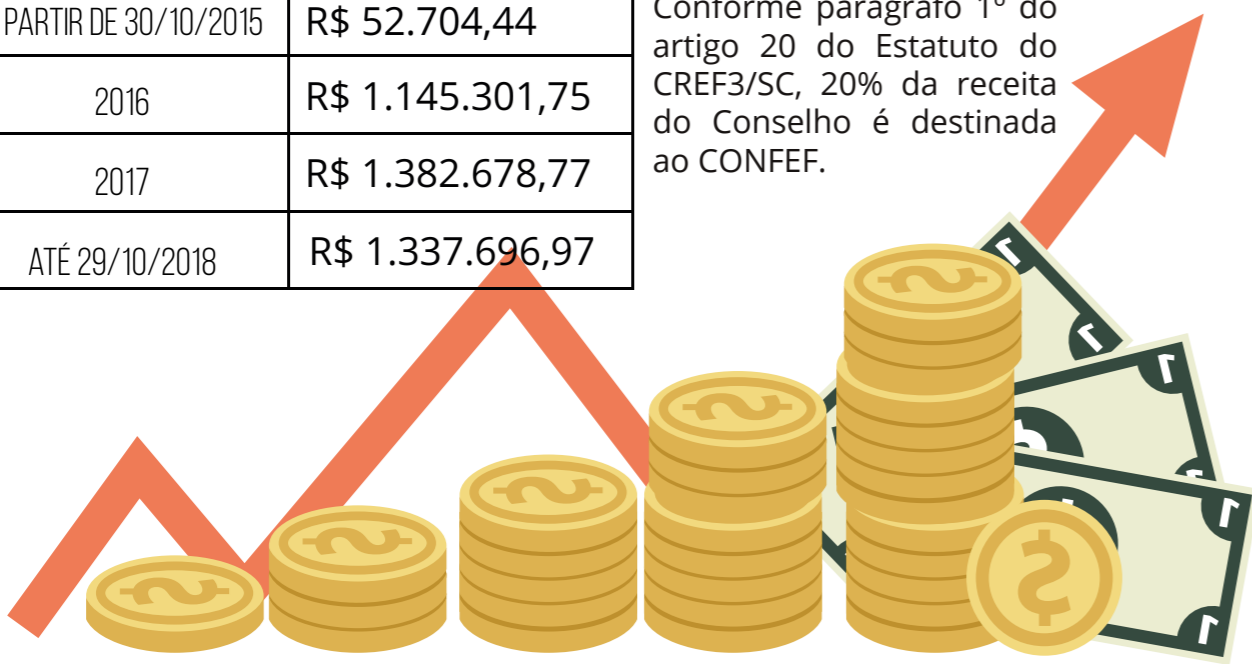 PARTIR DE 30/10/2015 R$ 52.704,44
2016 R$ 1.145.301,75
2017 R$ 1.382.678,77
ATÉ 29/10/2018 R$ 1.337.696,97
Conforme parágrafo 1º do
artigo 20 do Estatuto do
CREF3/SC, 20% da receita
do Conselho é destinada
ao CONFEF.